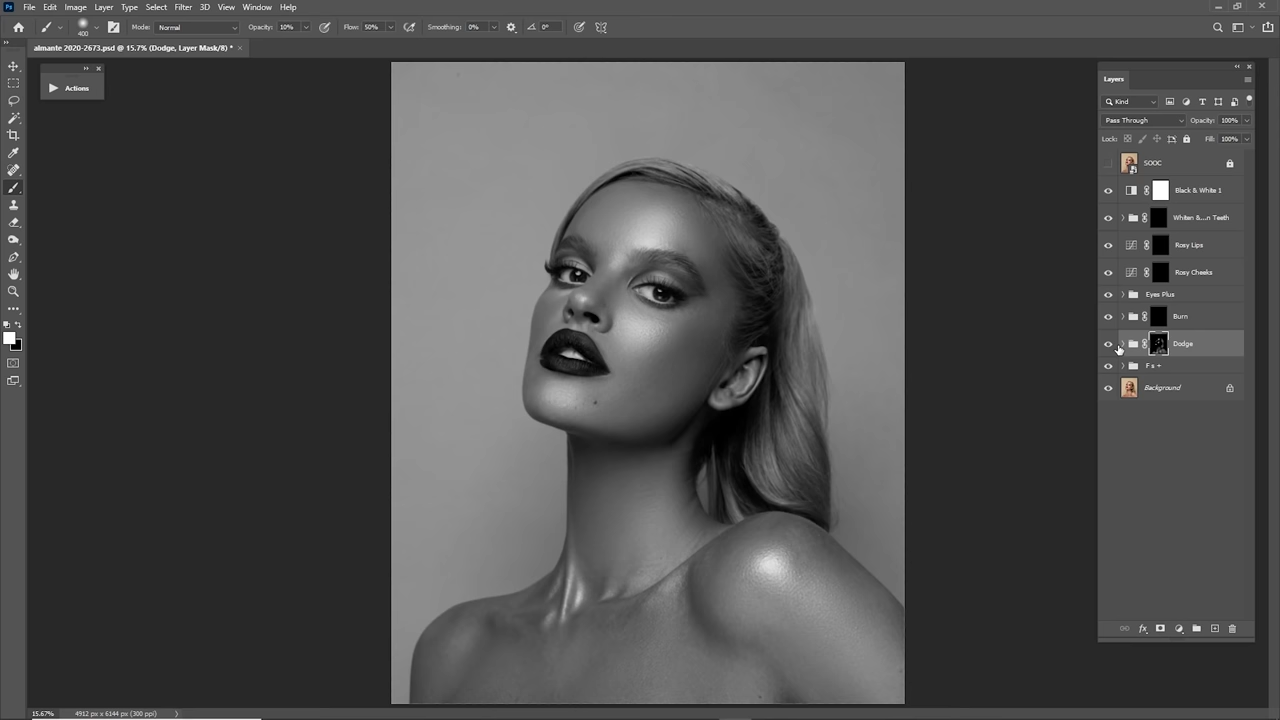 Ps File Edit Image Layer Type Select Filter 3D View Window Help
400 Mode: Normal Opacity: 10% Flow: 50% Smoothing: 0% 0°
almante 2020-2673.psd @ 15.7% (Dodge, Layer Mask/8) *
Actions
Layers
Kind
Pass Through Opacity: 100%
Lock: Fill: 100%
SOOC
Black & White 1
Whiten &...n Teeth
Rosy Lips
Rosy Cheeks
Eyes Plus
Burn
Dodge
F s +
Background
fx
15.67% 4912 px x 6144 px (300 ppi)